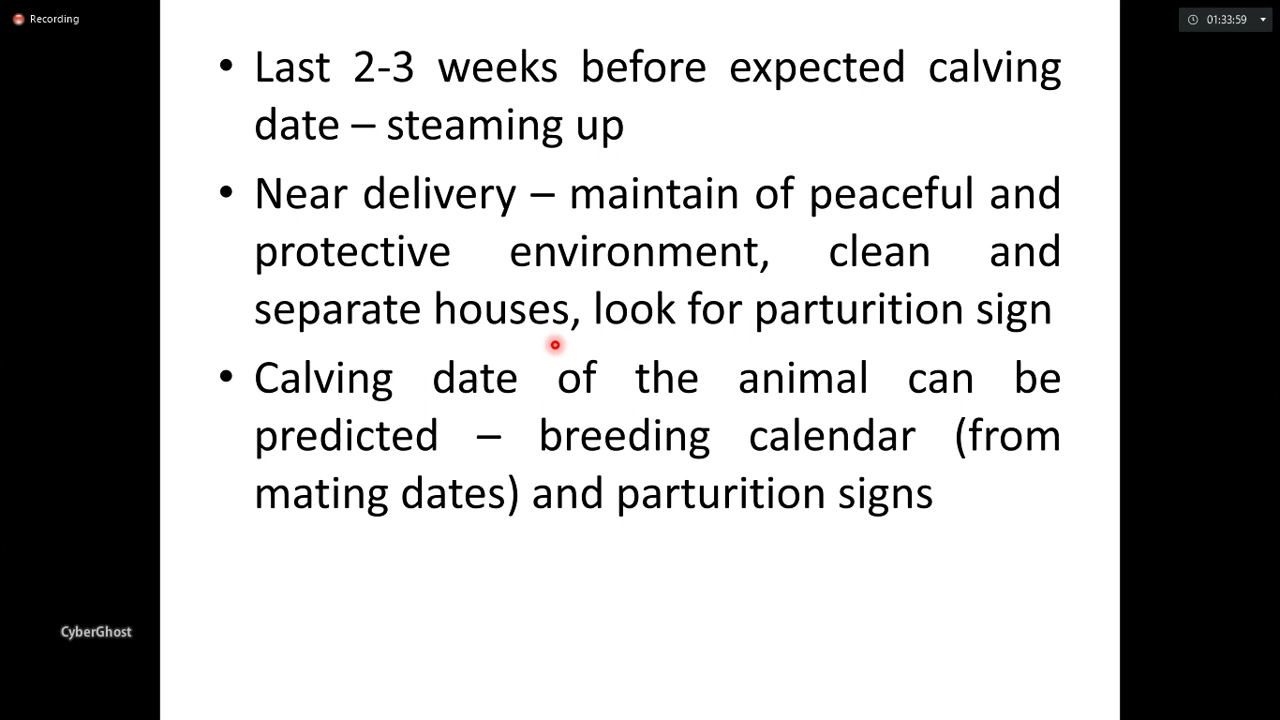 Recording
01:33:59
• Last 2-3 weeks before expected calving
date – steaming up
• Near delivery – maintain of peaceful and
protective environment, clean and
separate houses, look for parturition sign
• Calving date of the animal can be
predicted – breeding calendar (from
mating dates) and parturition signs
CyberGhost